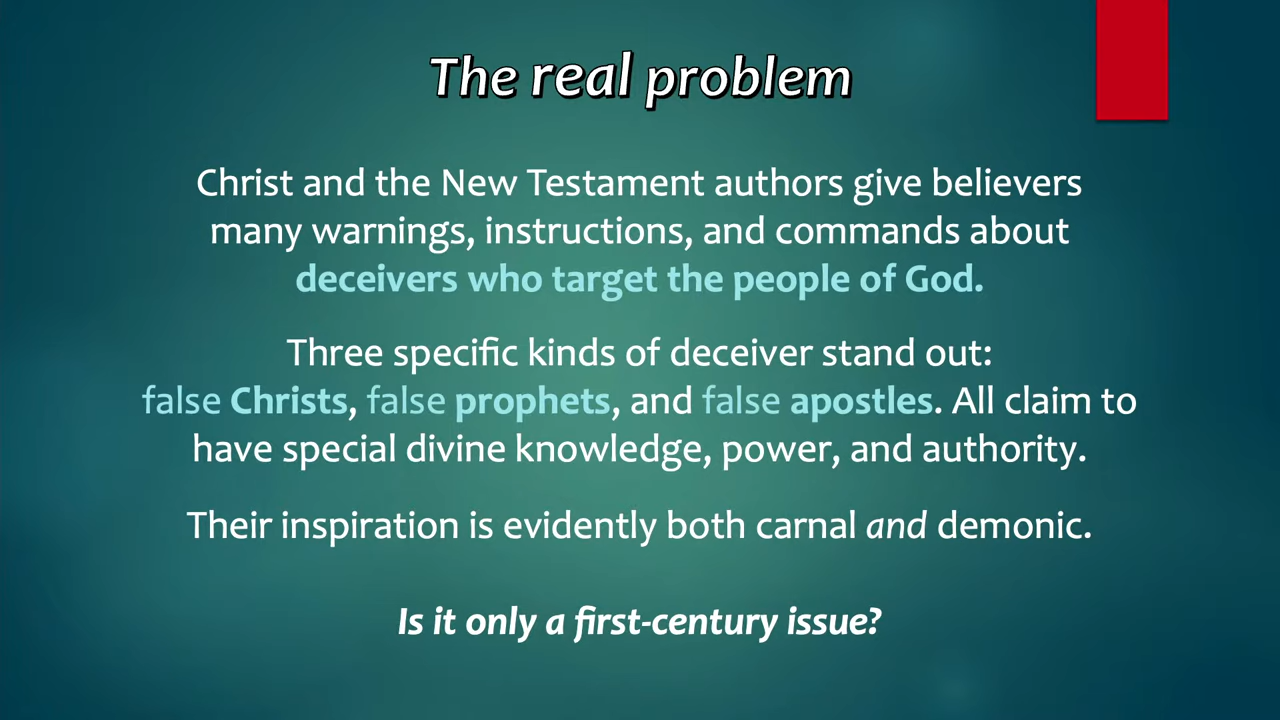 The real problem
Christ and the New Testament authors give believers
many warnings, instructions, and commands about
deceivers who target the people of God.
Three specific kinds of deceiver stand out:
false Christs, false prophets, and false apostles. All claim to
have special divine knowledge, power, and authority.
Their inspiration is evidently both carnal and demonic.
Is it only a first-century issue?